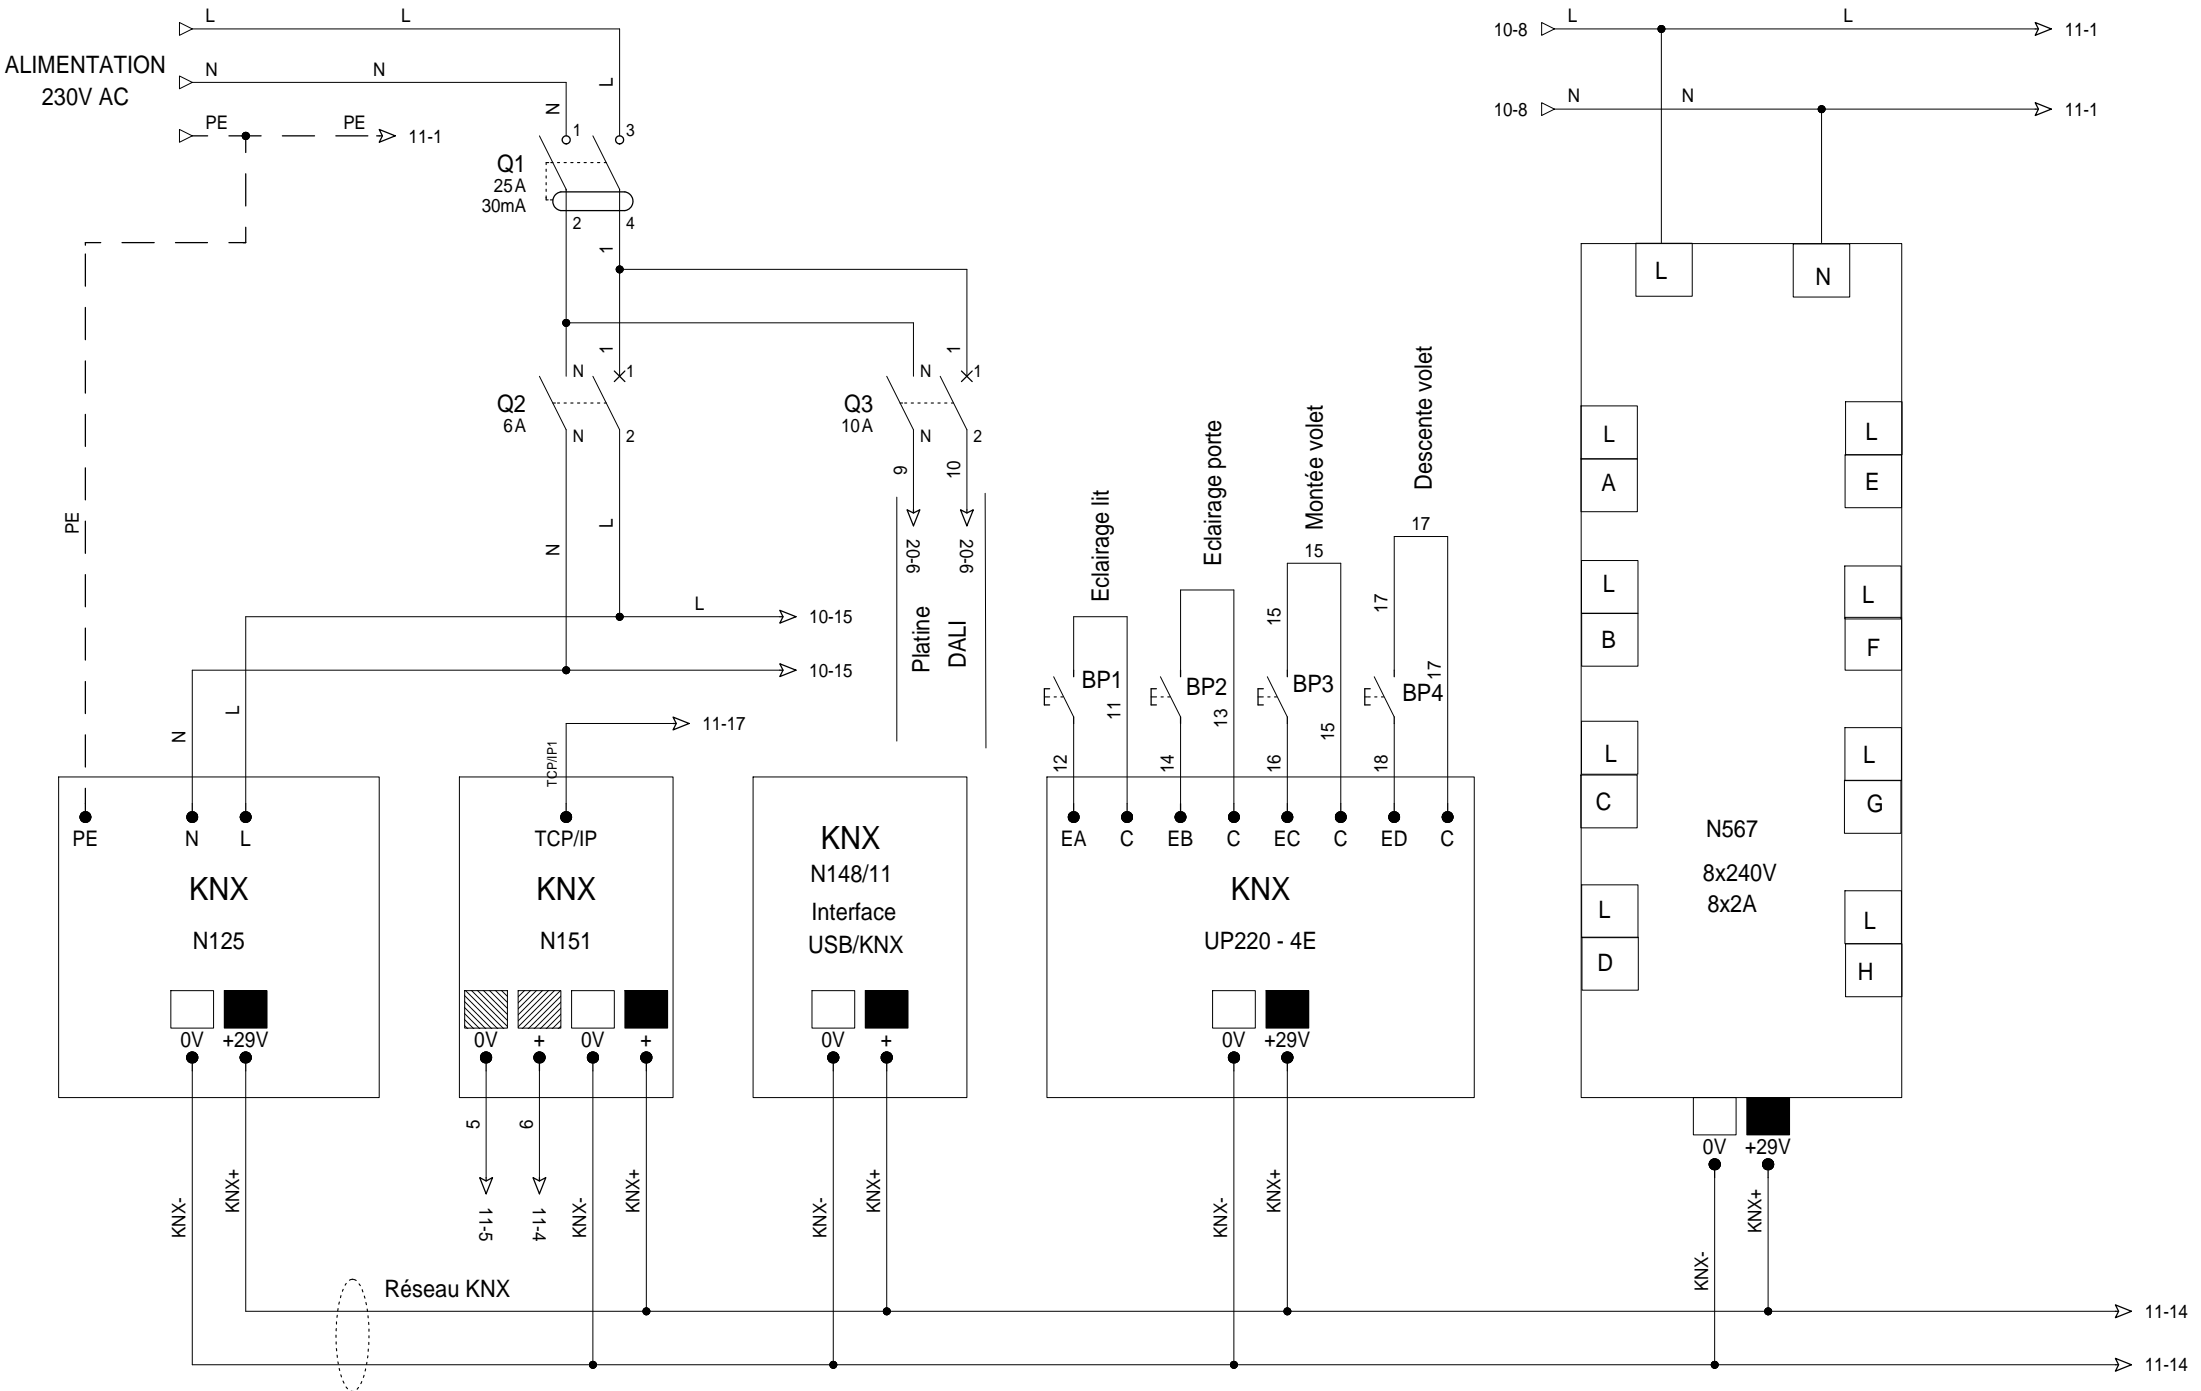 L
L
10-8
L
L
11-1
ALIMENTATION
230V AC
N
N
N
L
10-8
N
N
11-1
PE
PE
11-1
1
3
Q1
25A
30mA
2
4
1
L
N
1
1
N
1
N
1
Q2
6A
N
2
Q3
10A
N
2
9
10
20-6
20-6
Platine
DALI
Eclairage lit
Eclairage porte
Montée volet
Descente volet
15
17
15
17
L
A
L
E
L
B
L
F
L
C
L
G
L
D
L
H
PE
N
L
L
10-15
10-15
11-17
N
L
TCP/IP1
BP1
11
BP2
13
BP3
15
BP4
17
12
14
16
18
PE
N
L
TCP/IP
EA
C
EB
C
EC
C
ED
C
KNX
N125
KNX
N151
KNX
N148/11
Interface
USB/KNX
KNX
UP220 - 4E
N567
8x240V
8x2A
0V
+29V
0V
+
0V
+
0V
+
0V
+29V
0V
+29V
5
6
KNX-
KNX+
11-5
11-4
KNX-
KNX+
KNX-
KNX+
KNX-
KNX+
KNX-
KNX+
Réseau KNX
11-14
11-14